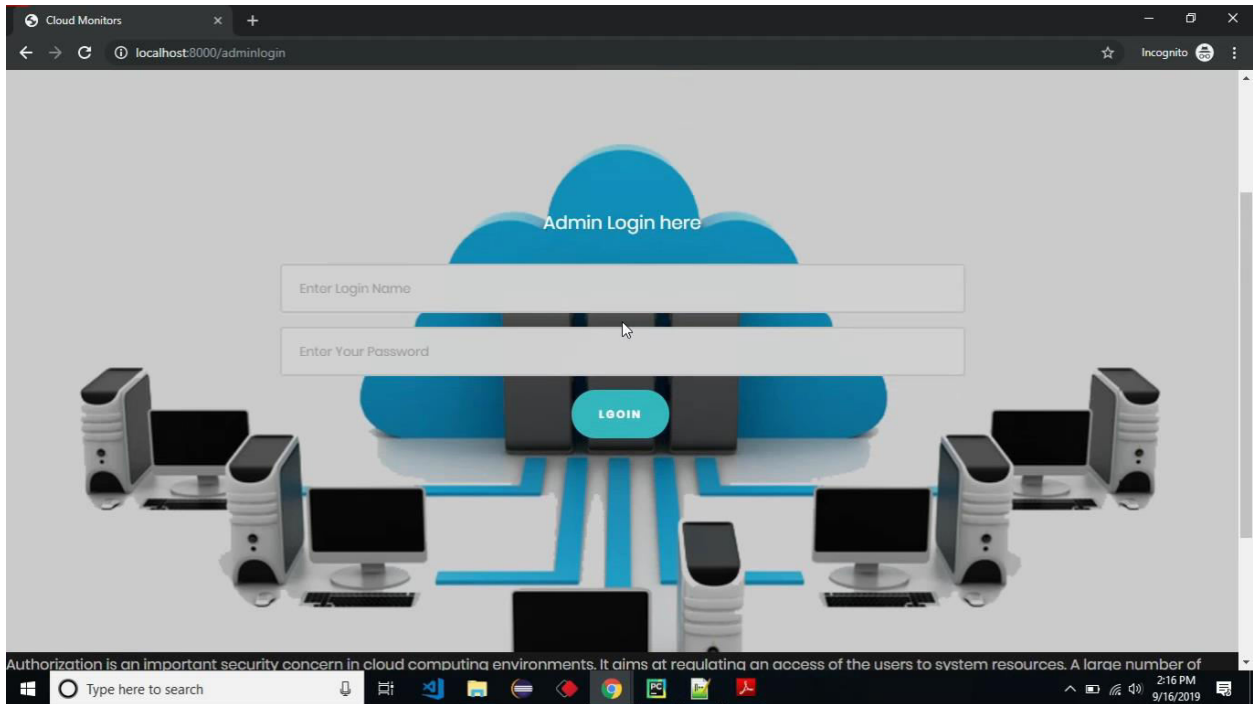 Cloud Monitors
localhost:8000/adminlogin
Incognito
Admin Login here
Enter Login Name
Enter Your Password
LGOIN
Authorization is an important security concern in cloud computing environments. It aims at regulating an access of the users to system resources. A large number of
Type here to search
PC
2:16 PM
9/16/2019